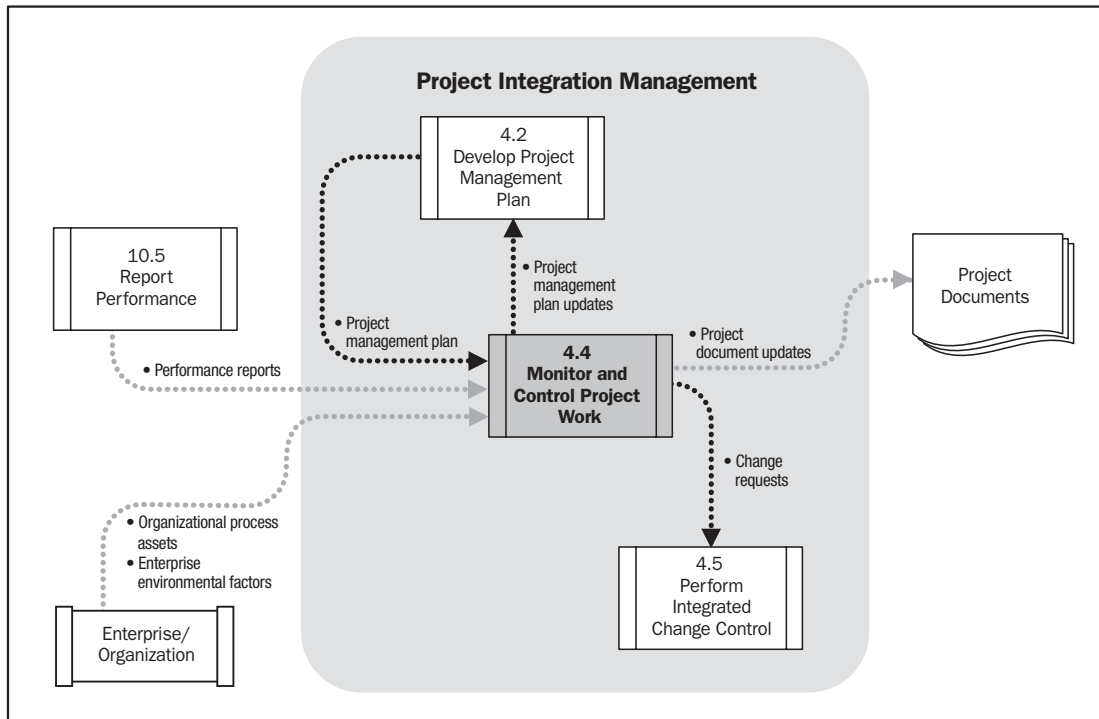 Project Integration Management
4.2
Develop Project
Management
Plan
10.5
Report
Performance
• Project
management
plan updates
Project
Documents
• Project
management plan
• Project
document updates
4.4
Monitor and
Control Project
Work
• Performance reports
• Change
requests
• Organizational process
assets
• Enterprise
environmental factors
4.5
Perform
Integrated
Change Control
Enterprise/
Organization